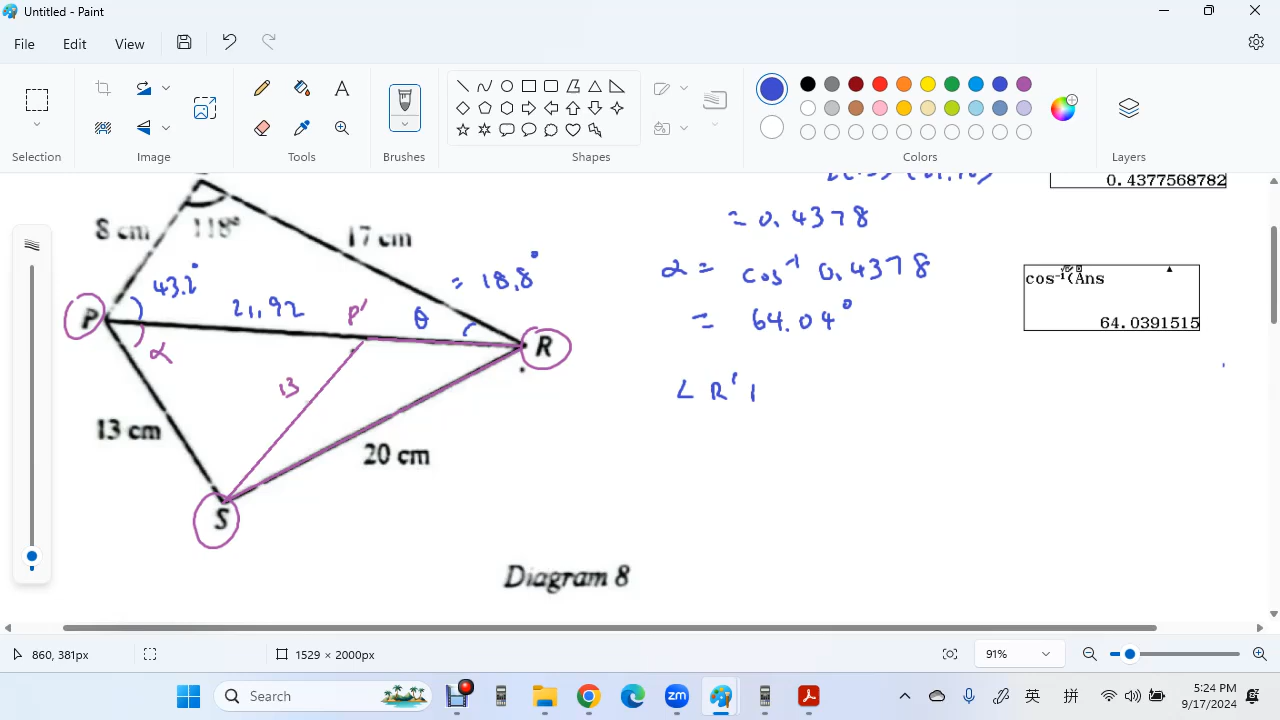 Untitled - Paint
File Edit View
Selection Image Tools Brushes Shapes Colors Layers
0.4377568782
8 cm 118° 17 cm
= 0.4378
43.2° = 18.8°
α = cos⁻¹ 0.4378
cos⁻¹(Ans
64.0391515
P 21.92 P' θ R
= 64.04°
α
13
∠ R'
13 cm
20 cm
S
Diagram 8
860, 381px 1529 × 2000px 91%
Search zm 英 拼 5:24 PM
9/17/2024